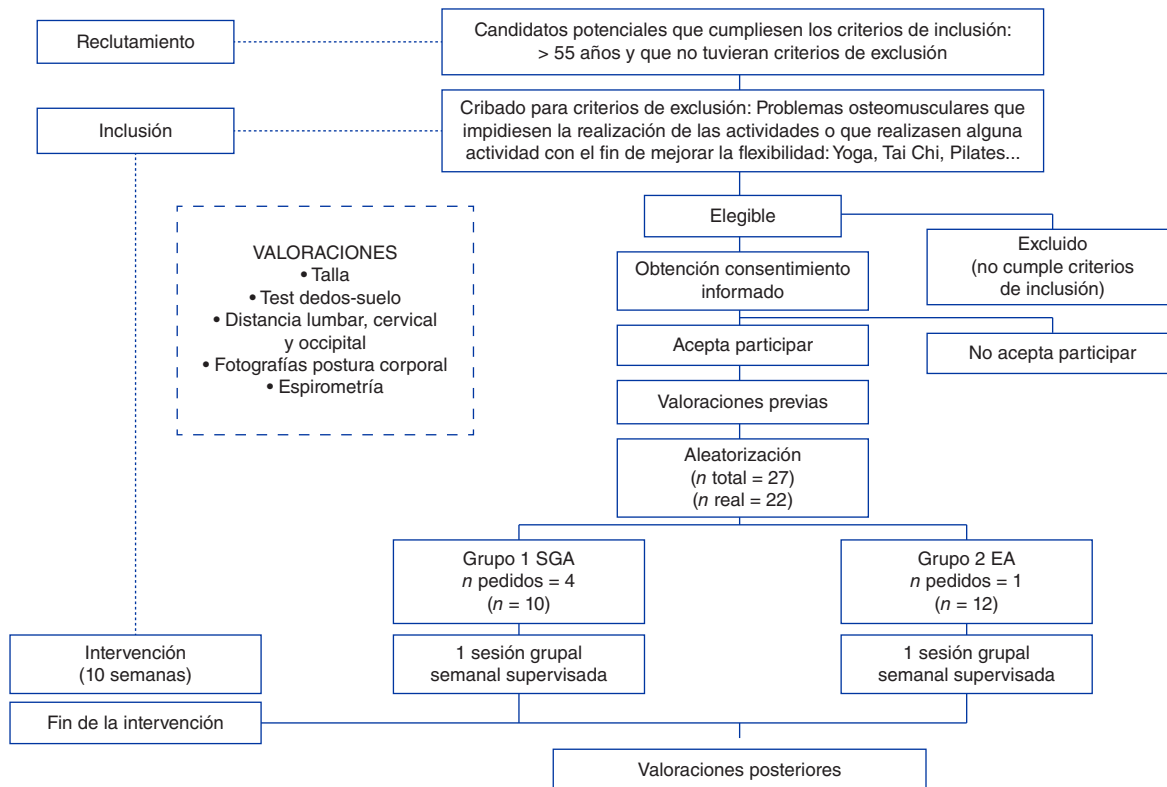 Reclutamiento
Candidatos potenciales que cumpliesen los criterios de inclusión:
> 55 años y que no tuvieran criterios de exclusión
Inclusión
Cribado para criterios de exclusión: Problemas osteomusculares que
impidiesen la realización de las actividades o que realizasen alguna
actividad con el fin de mejorar la flexibilidad: Yoga, Tai Chi, Pilates...
Elegible
Excluido
(no cumple criterios
de inclusión)
VALORACIONES
• Talla
• Test dedos-suelo
• Distancia lumbar, cervical
y occipital
• Fotografías postura corporal
• Espirometría
Obtención consentimiento
informado
Acepta participar
No acepta participar
Valoraciones previas
Aleatorización
(n total = 27)
(n real = 22)
Grupo 1 SGA
n pedidos = 4
(n = 10)
Grupo 2 EA
n pedidos = 1
(n = 12)
Intervención
(10 semanas)
1 sesión grupal
semanal supervisada
1 sesión grupal
semanal supervisada
Fin de la intervención
Valoraciones posteriores